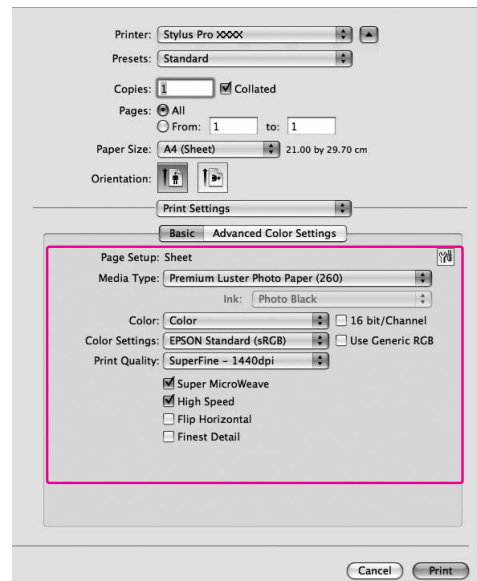 Printer: Stylus Pro XXXX
Presets: Standard
Copies: 1 Collated
Pages: All
From: 1 to: 1
Paper Size: A4 (Sheet) 21.00 by 29.70 cm
Orientation:
Print Settings
Basic Advanced Color Settings
Page Setup: Sheet
Media Type: Premium Luster Photo Paper (260)
Ink: Photo Black
Color: Color 16 bit/Channel
Color Settings: EPSON Standard (sRGB) Use Generic RGB
Print Quality: SuperFine – 1440dpi
Super MicroWeave
High Speed
Flip Horizontal
Finest Detail
Cancel Print